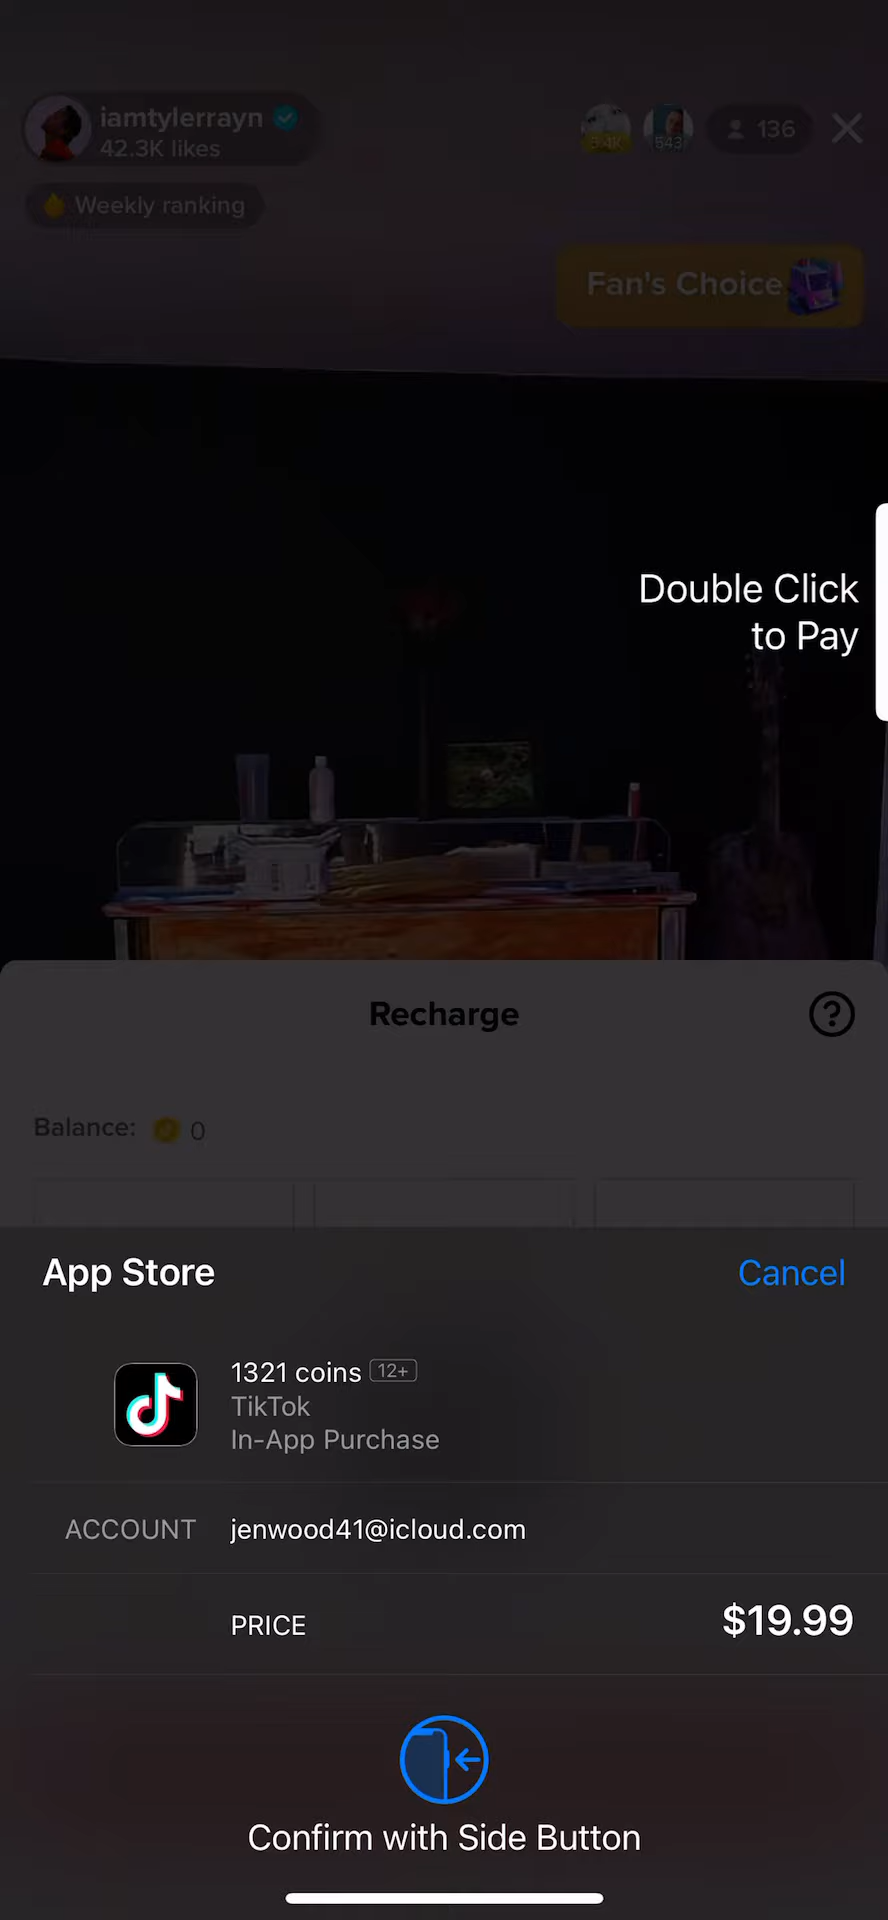 iamtylerrayn
42.3K likes
543
136
Weekly ranking
Fan's Choice
Double Click
to Pay
Recharge
?
Balance: 0
App Store
Cancel
1321 coins 12+
TikTok
In-App Purchase
ACCOUNT jenwood41@icloud.com
PRICE $19.99
Confirm with Side Button